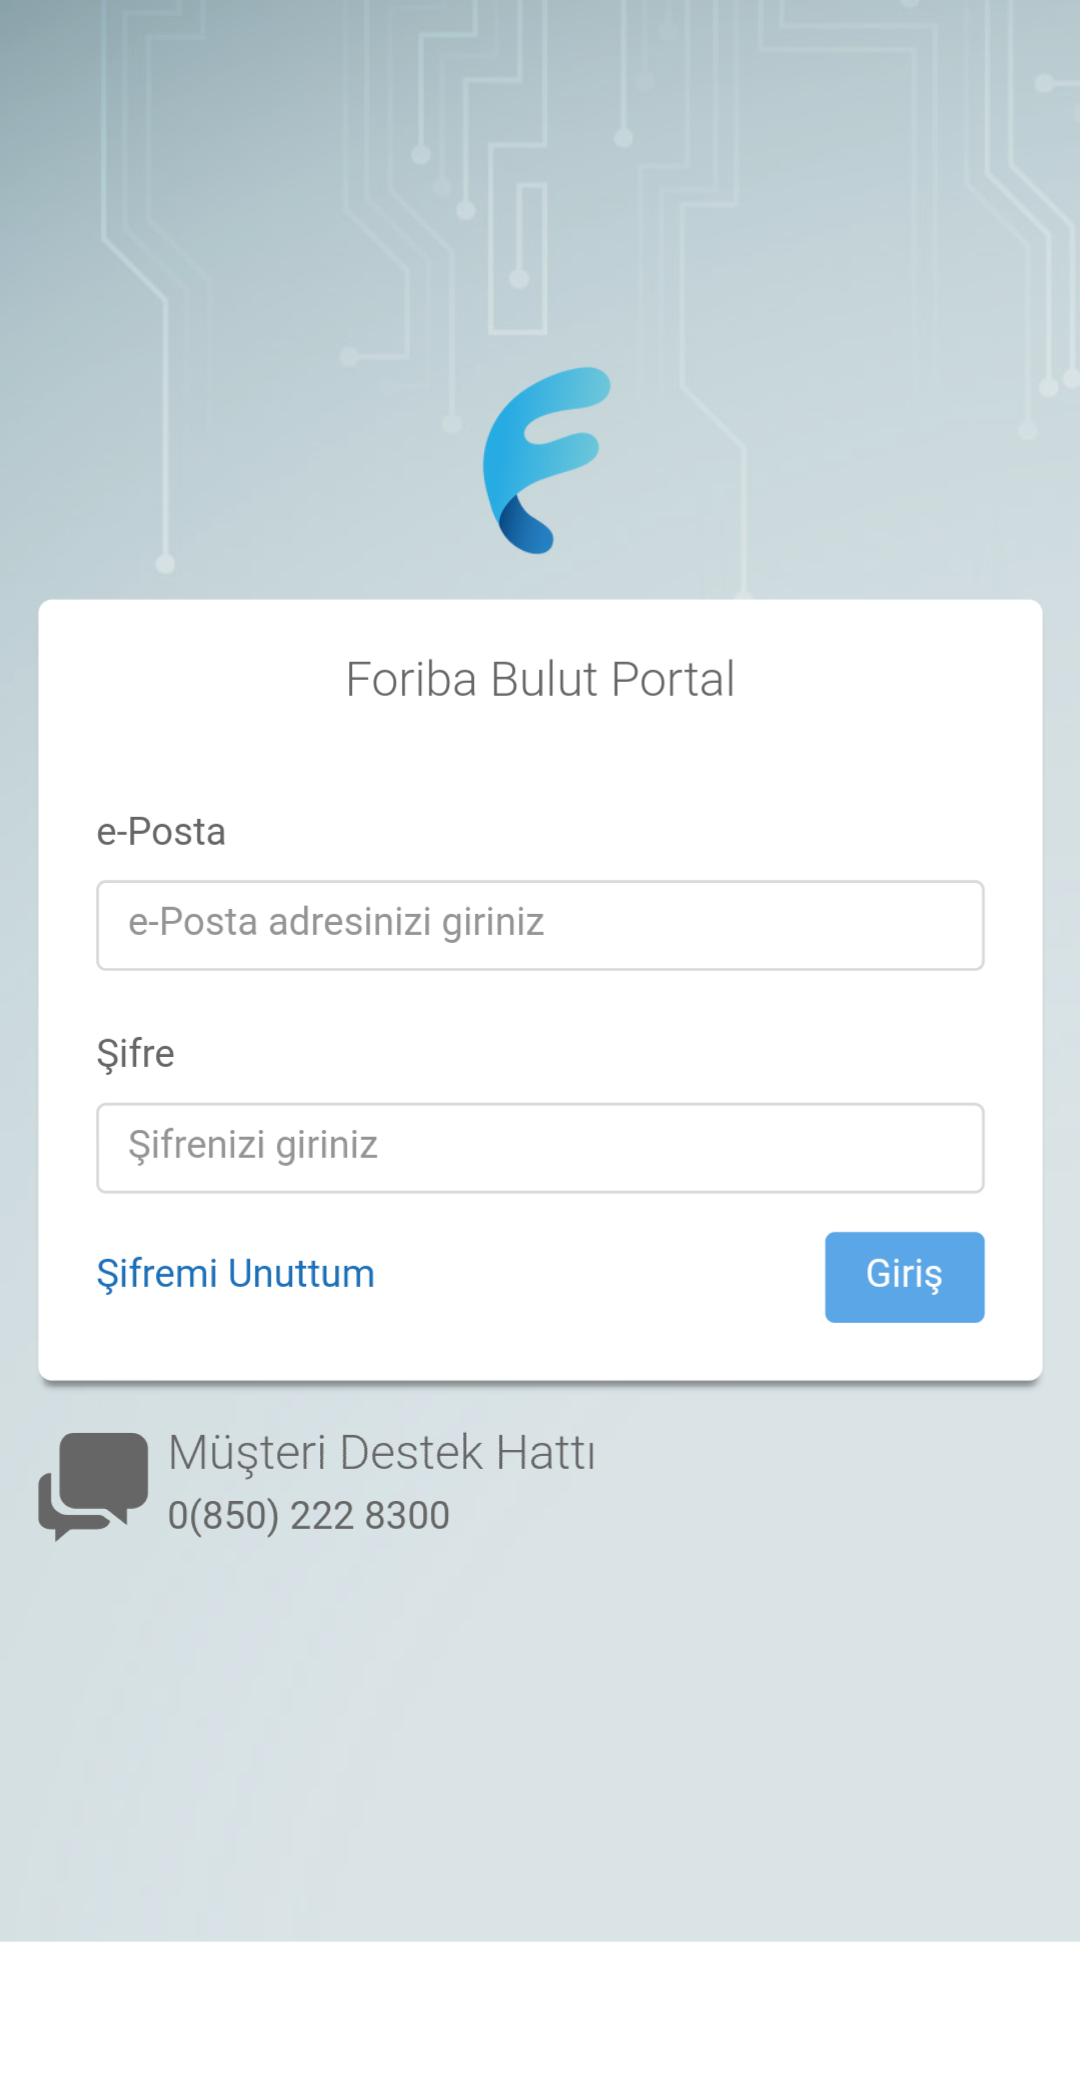 Foriba Bulut Portal
e-Posta
e-Posta adresinizi giriniz
Şifre
Şifrenizi giriniz
Şifremi Unuttum
Giriş
Müşteri Destek Hattı
0(850) 222 8300